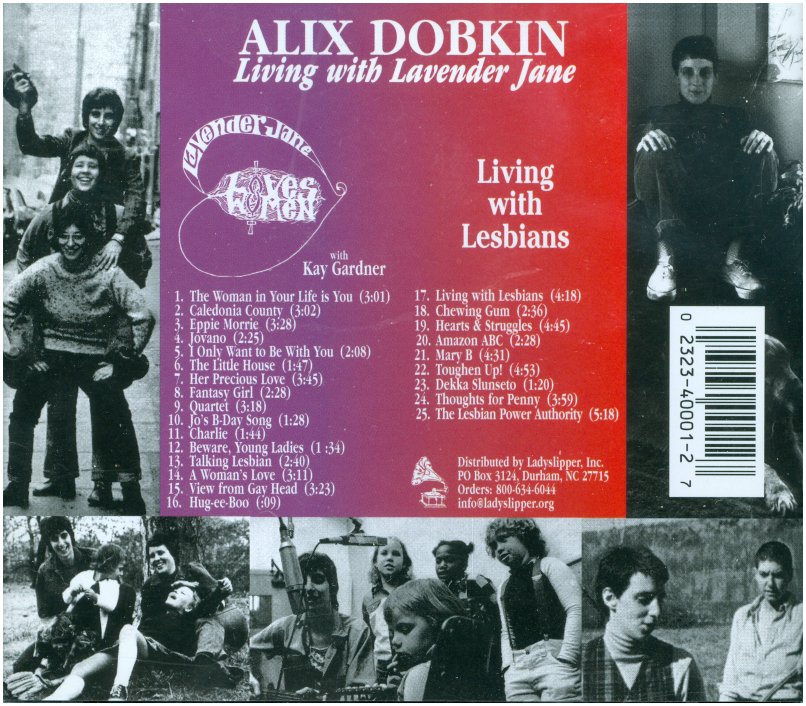 ALIX DOBKIN
Living with Lavender Jane
Lavender Jane
Loves
Women
with
Kay Gardner
1. The Woman in Your Life is You (3:01)
2. Caledonia County (3:02)
3. Eppie Morrie (3:28)
4. Jovano (2:25)
5. I Only Want to Be With You (2:08)
6. The Little House (1:47)
7. Her Precious Love (3:45)
8. Fantasy Girl (2:28)
9. Quartet (3:18)
10. Jo's B-Day Song (1:28)
11. Charlie (1:44)
12. Beware, Young Ladies (1 :34)
13. Talking Lesbian (2:40)
14. A Woman's Love (3:11)
15. View from Gay Head (3:23)
16. Hug-ee-Boo (:09)
Living
with
Lesbians
17. Living with Lesbians (4:18)
18. Chewing Gum (2:36)
19. Hearts & Struggles (4:45)
20. Amazon ABC (2:28)
21. Mary B (4:31)
22. Toughen Up! (4:53)
23. Dekka Slunseto (1:20)
24. Thoughts for Penny (3:59)
25. The Lesbian Power Authority (5:18)
Distributed by Ladyslipper, Inc.
PO Box 3124, Durham, NC 27715
Orders: 800-634-6044
info@ladyslipper.org
0 2323-40001-2 7